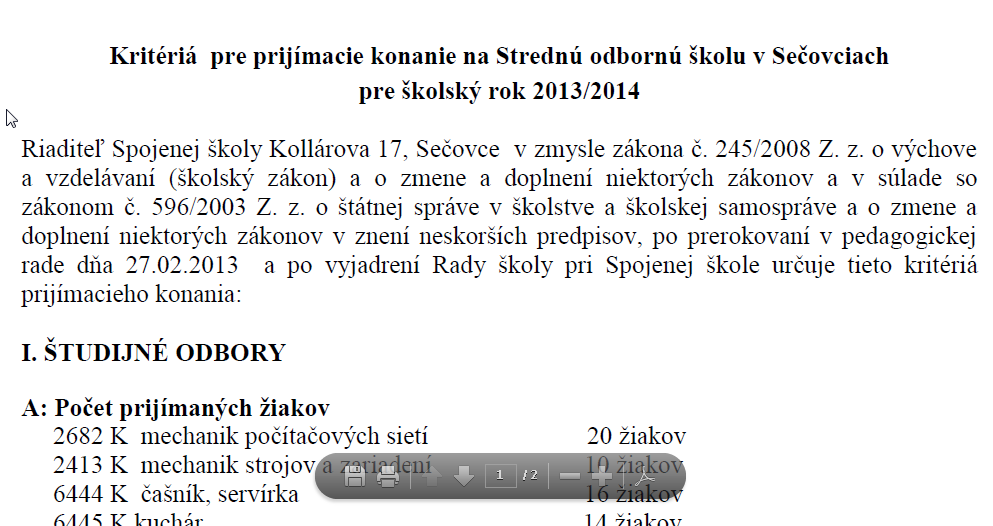 Kritériá pre prijímacie konanie na Strednú odbornú školu v Sečovciach
pre školský rok 2013/2014
Riaditeľ Spojenej školy Kollárova 17, Sečovce v zmysle zákona č. 245/2008 Z. z. o výchove
a vzdelávaní (školský zákon) a o zmene a doplnení niektorých zákonov a v súlade so
zákonom č. 596/2003 Z. z. o štátnej správe v školstve a školskej samospráve a o zmene a
doplnení niektorých zákonov v znení neskorších predpisov, po prerokovaní v pedagogickej
rade dňa 27.02.2013 a po vyjadrení Rady školy pri Spojenej škole určuje tieto kritériá
prijímacieho konania:
I. ŠTUDIJNÉ ODBORY
A: Počet prijímaných žiakov
2682 K mechanik počítačových sietí 20 žiakov
2413 K mechanik strojov a zariadení 10 žiakov
6444 K čašník, servírka 16 žiakov
6445 K kuchár 14 žiakov
1 / 2